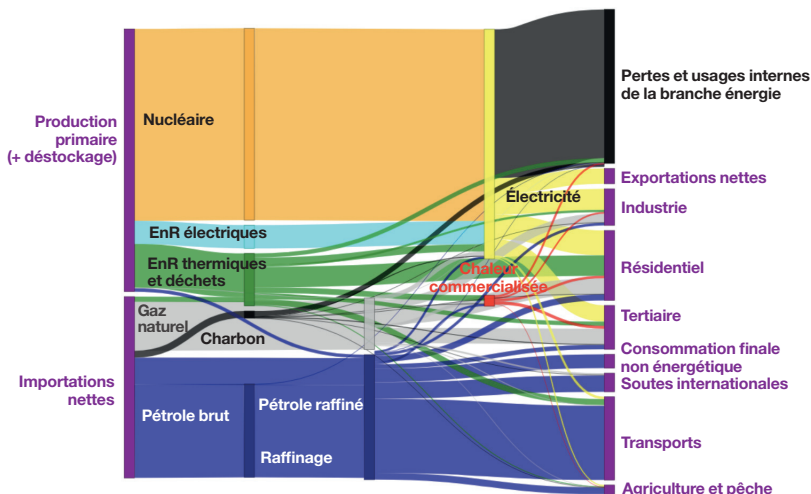 Production
primaire
(+ déstockage)
Importations
nettes
Nucléaire
EnR électriques
EnR thermiques
et déchets
Gaz
naturel
Charbon
Pétrole brut
Pétrole raffiné
Raffinage
Électricité
Chaleur
commercialisée
Pertes et usages internes
de la branche énergie
Exportations nettes
Industrie
Résidentiel
Tertiaire
Consommation finale
non énergétique
Soutes internationales
Transports
Agriculture et pêche